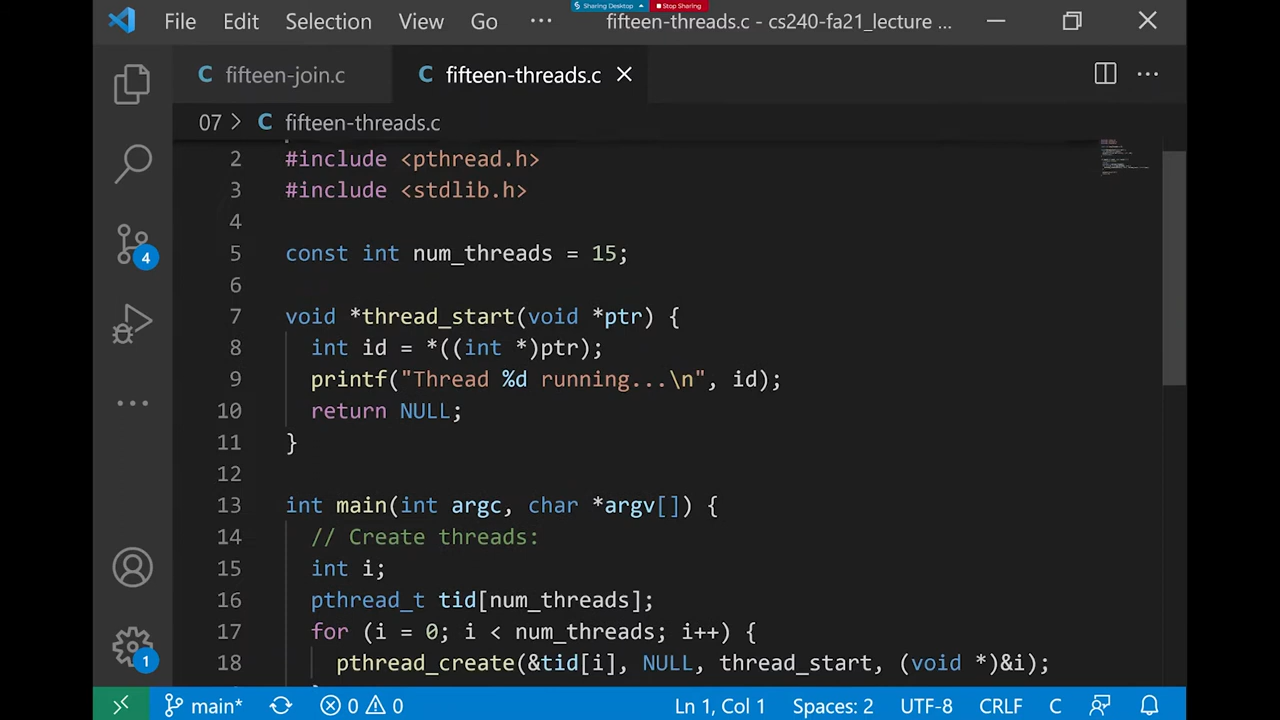 Sharing Desktop Stop Sharing
File Edit Selection View Go ··· fifteen-threads.c - cs240-fa21_lecture ...
C fifteen-join.c C fifteen-threads.c
07 > C fifteen-threads.c
2 #include <pthread.h>
3 #include <stdlib.h>
4
5 const int num_threads = 15;
6
7 void *thread_start(void *ptr) {
8 int id = *((int *)ptr);
9 printf("Thread %d running...\n", id);
10 return NULL;
11 }
12
13 int main(int argc, char *argv[]) {
14 // Create threads:
15 int i;
16 pthread_t tid[num_threads];
17 for (i = 0; i < num_threads; i++) {
18 pthread_create(&tid[i], NULL, thread_start, (void *)&i);
4
1
main* 0 0 Ln 1, Col 1 Spaces: 2 UTF-8 CRLF C